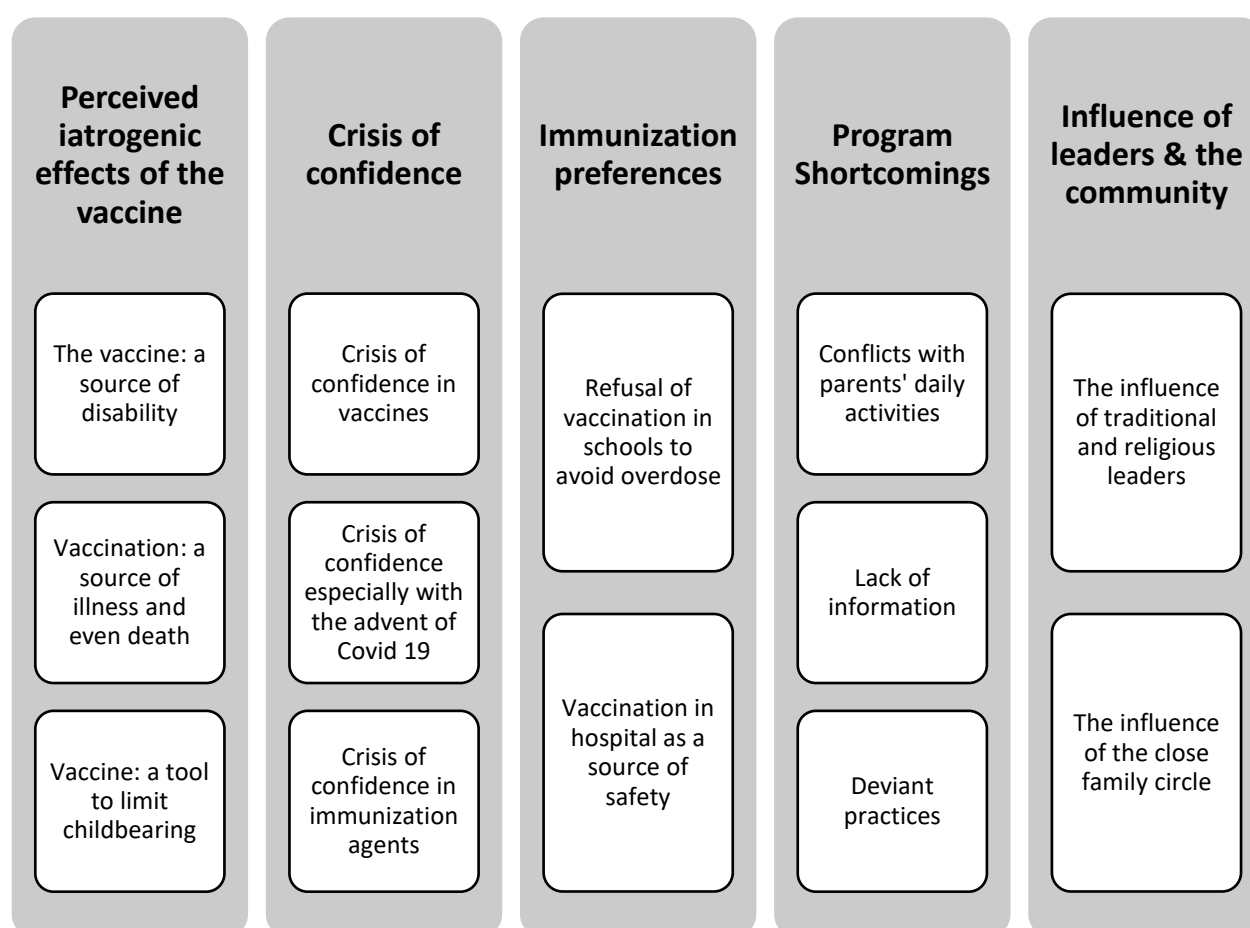 Perceived
iatrogenic
effects of the
vaccine
The vaccine: a
source of
disability
Vaccination: a
source of
illness and
even death
Vaccine: a tool
to limit
childbearing
Crisis of
confidence
Crisis of
confidence in
vaccines
Crisis of
confidence
especially with
the advent of
Covid 19
Crisis of
confidence in
immunization
agents
Immunization
preferences
Refusal of
vaccination in
schools to
avoid overdose
Vaccination in
hospital as a
source of
safety
Program
Shortcomings
Conflicts with
parents' daily
activities
Lack of
information
Deviant
practices
Influence of
leaders & the
community
The influence
of traditional
and religious
leaders
The influence
of the close
family circle